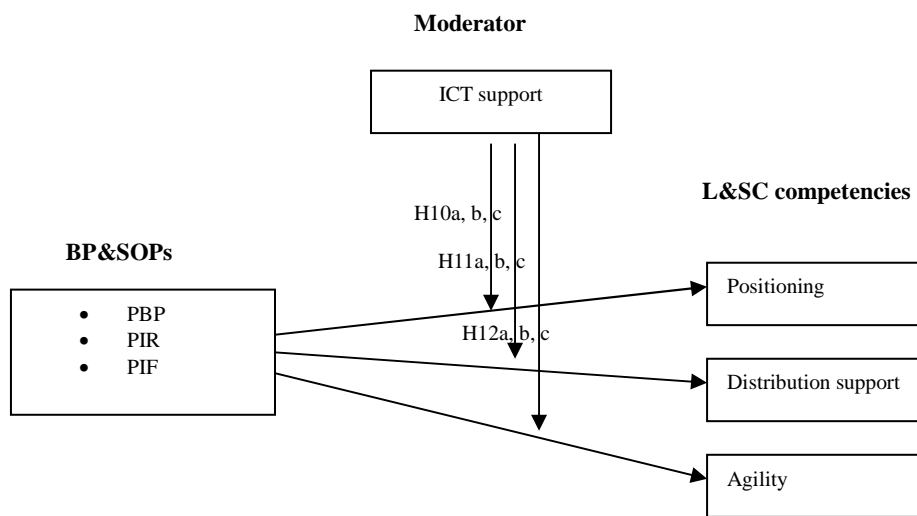 Moderator
ICT support
L&SC competencies
H10a, b, c
BP&SOPs
H11a, b, c
• PBP
• PIR
• PIF
Positioning
H12a, b, c
Distribution support
Agility